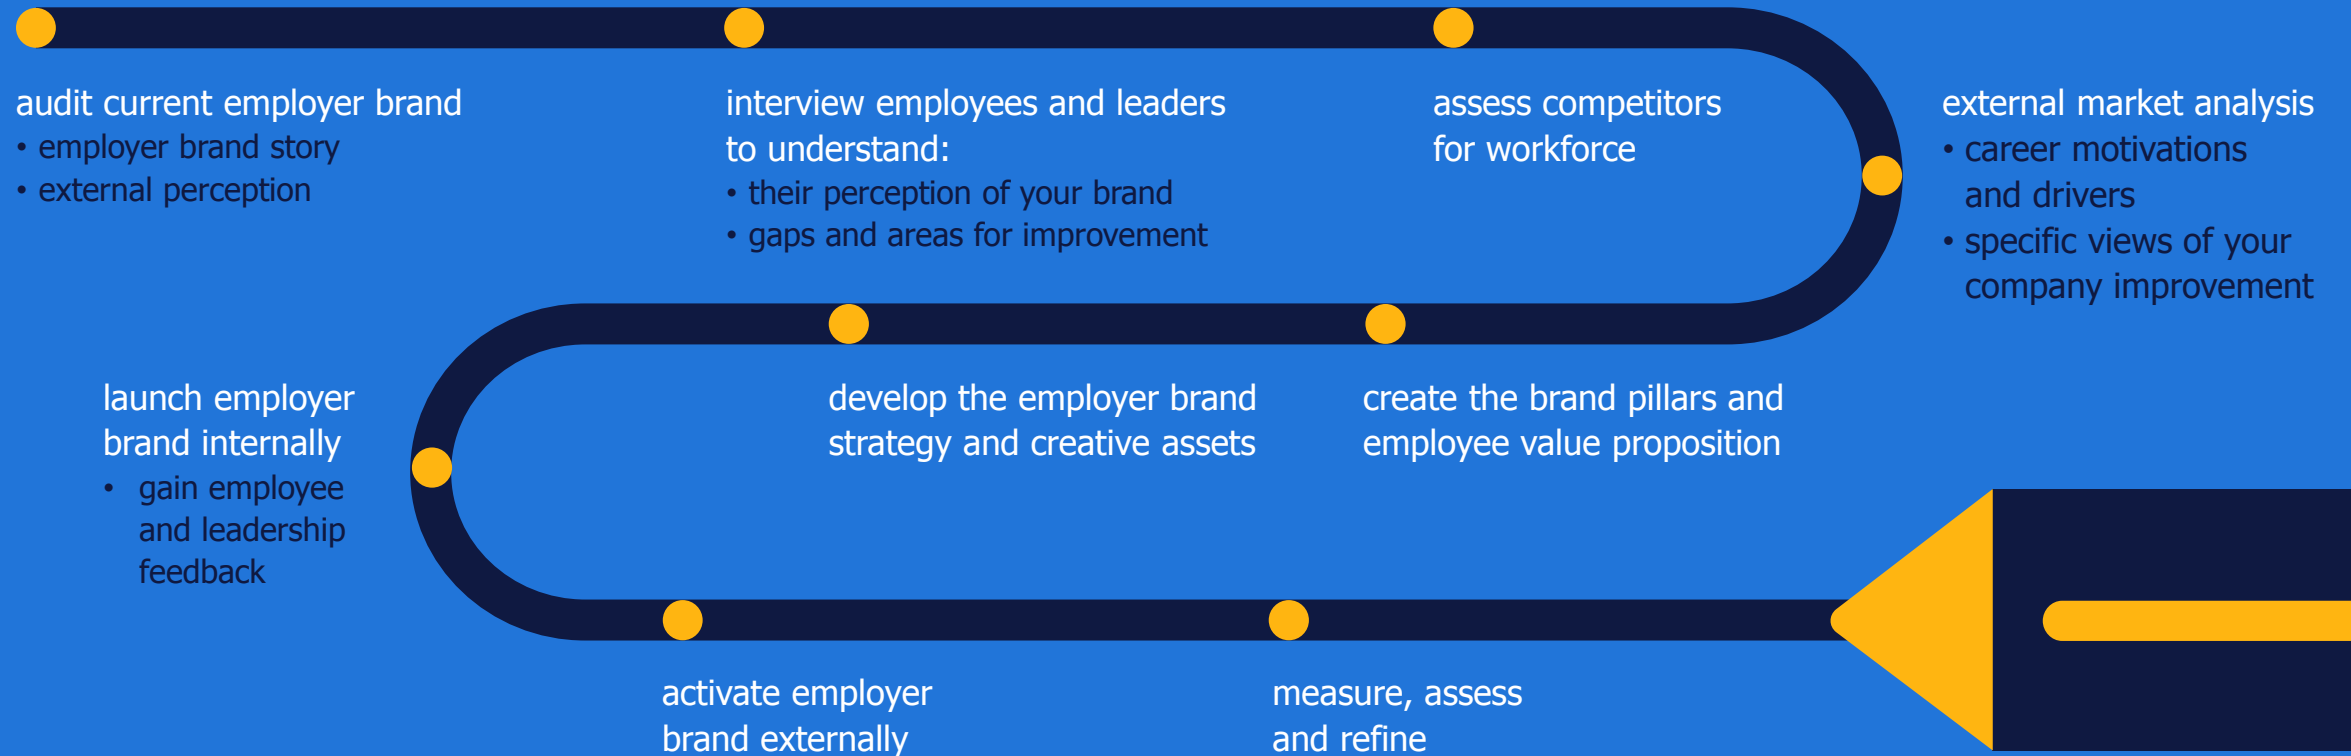 audit current employer brand
• employer brand story
• external perception
interview employees and leaders
to understand:
• their perception of your brand
• gaps and areas for improvement
assess competitors
for workforce
external market analysis
• career motivations
and drivers
• specific views of your
company improvement
create the brand pillars and
employee value proposition
develop the employer brand
strategy and creative assets
launch employer
brand internally
• gain employee
and leadership
feedback
activate employer
brand externally
measure, assess
and refine